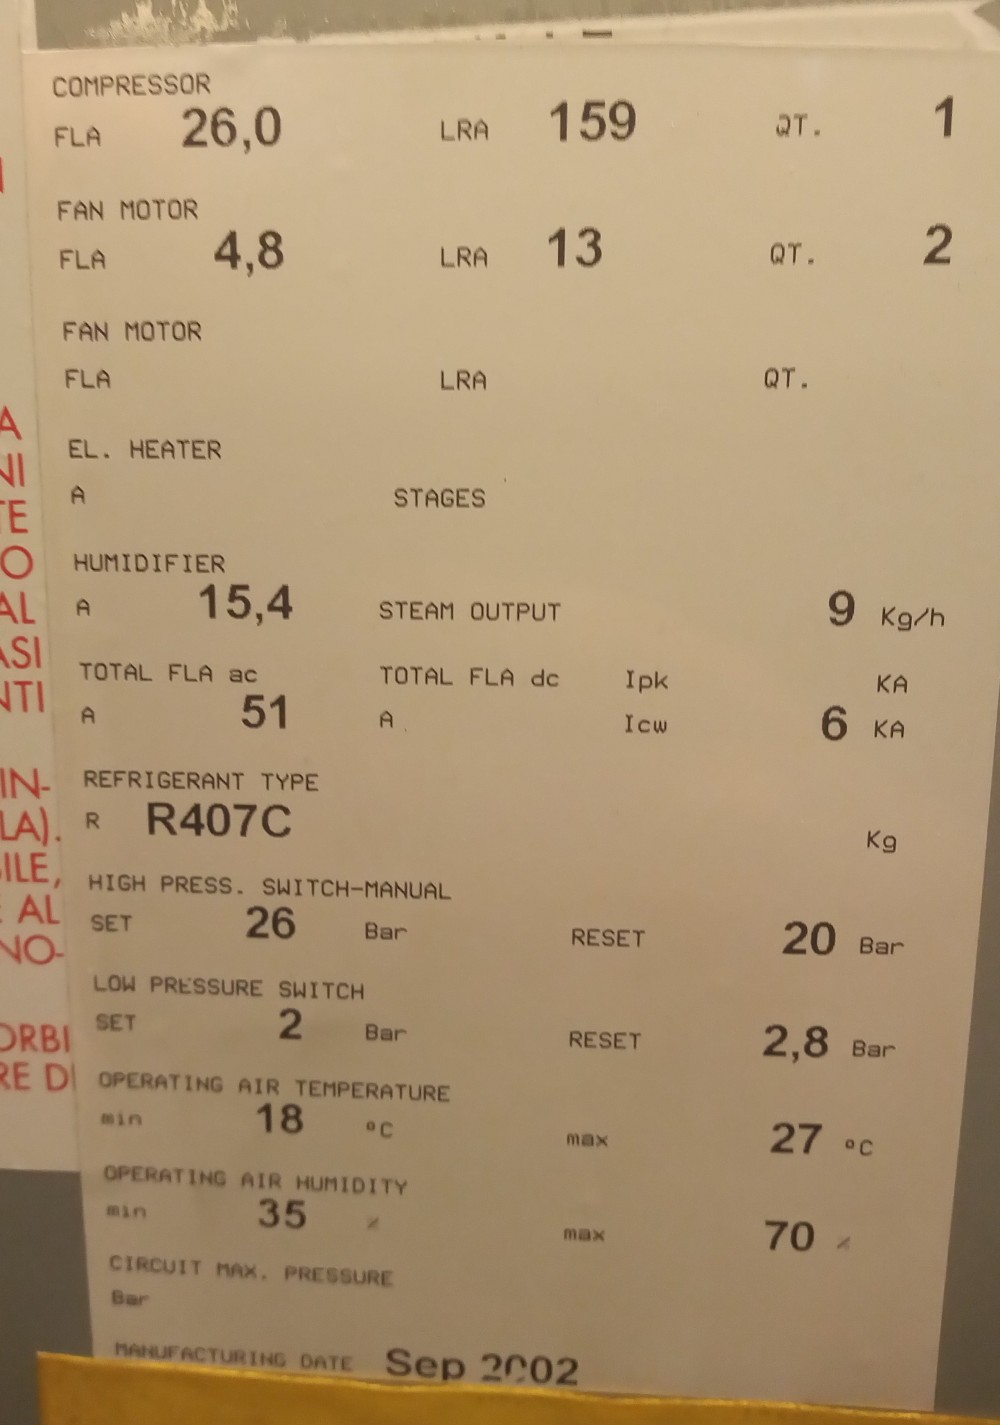 COMPRESSOR
FLA 26,0 LRA 159 QT. 1
FAN MOTOR
FLA 4,8 LRA 13 QT. 2
FAN MOTOR
FLA LRA QT.
EL. HEATER
A STAGES
HUMIDIFIER
A 15,4 STEAM OUTPUT 9 Kg/h
TOTAL FLA ac TOTAL FLA dc Ipk KA
A 51 A Icw 6 KA
REFRIGERANT TYPE
R R407C Kg
HIGH PRESS. SWITCH-MANUAL
SET 26 Bar RESET 20 Bar
LOW PRESSURE SWITCH
SET 2 Bar RESET 2,8 Bar
OPERATING AIR TEMPERATURE
min 18 °C max 27 °C
OPERATING AIR HUMIDITY
min 35 % max 70 %
CIRCUIT MAX. PRESSURE
Bar
MANUFACTURING DATE Sep 2002
A
NI
TE
O
AL
ASI
NTI
IN-
LA).
ILE,
AL
NO-
ORBI
RE DI